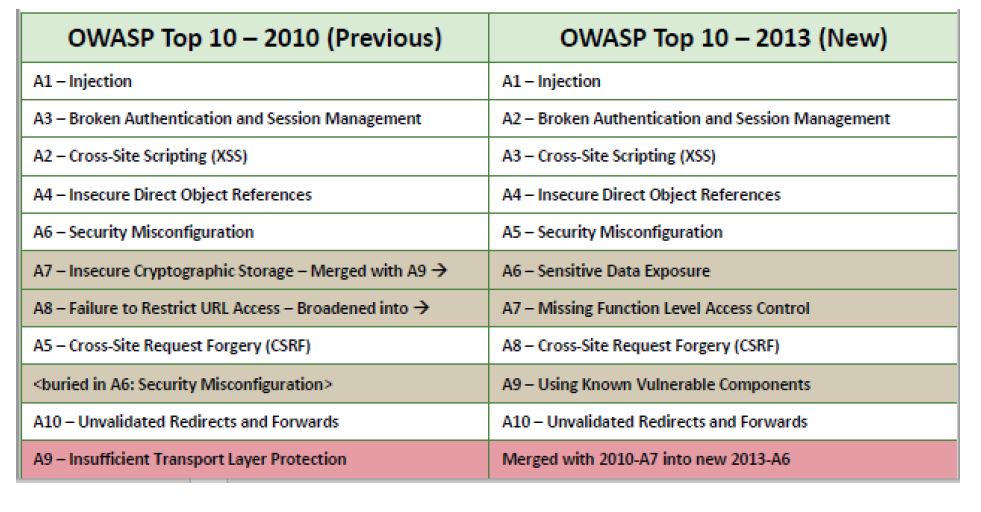 OWASP Top 10 – 2010 (Previous) OWASP Top 10 – 2013 (New)
A1 – Injection A1 – Injection
A3 – Broken Authentication and Session Management A2 – Broken Authentication and Session Management
A2 – Cross-Site Scripting (XSS) A3 – Cross-Site Scripting (XSS)
A4 – Insecure Direct Object References A4 – Insecure Direct Object References
A6 – Security Misconfiguration A5 – Security Misconfiguration
A7 – Insecure Cryptographic Storage – Merged with A9 → A6 – Sensitive Data Exposure
A8 – Failure to Restrict URL Access – Broadened into → A7 – Missing Function Level Access Control
A5 – Cross-Site Request Forgery (CSRF) A8 – Cross-Site Request Forgery (CSRF)
<buried in A6: Security Misconfiguration> A9 – Using Known Vulnerable Components
A10 – Unvalidated Redirects and Forwards A10 – Unvalidated Redirects and Forwards
A9 – Insufficient Transport Layer Protection Merged with 2010-A7 into new 2013-A6